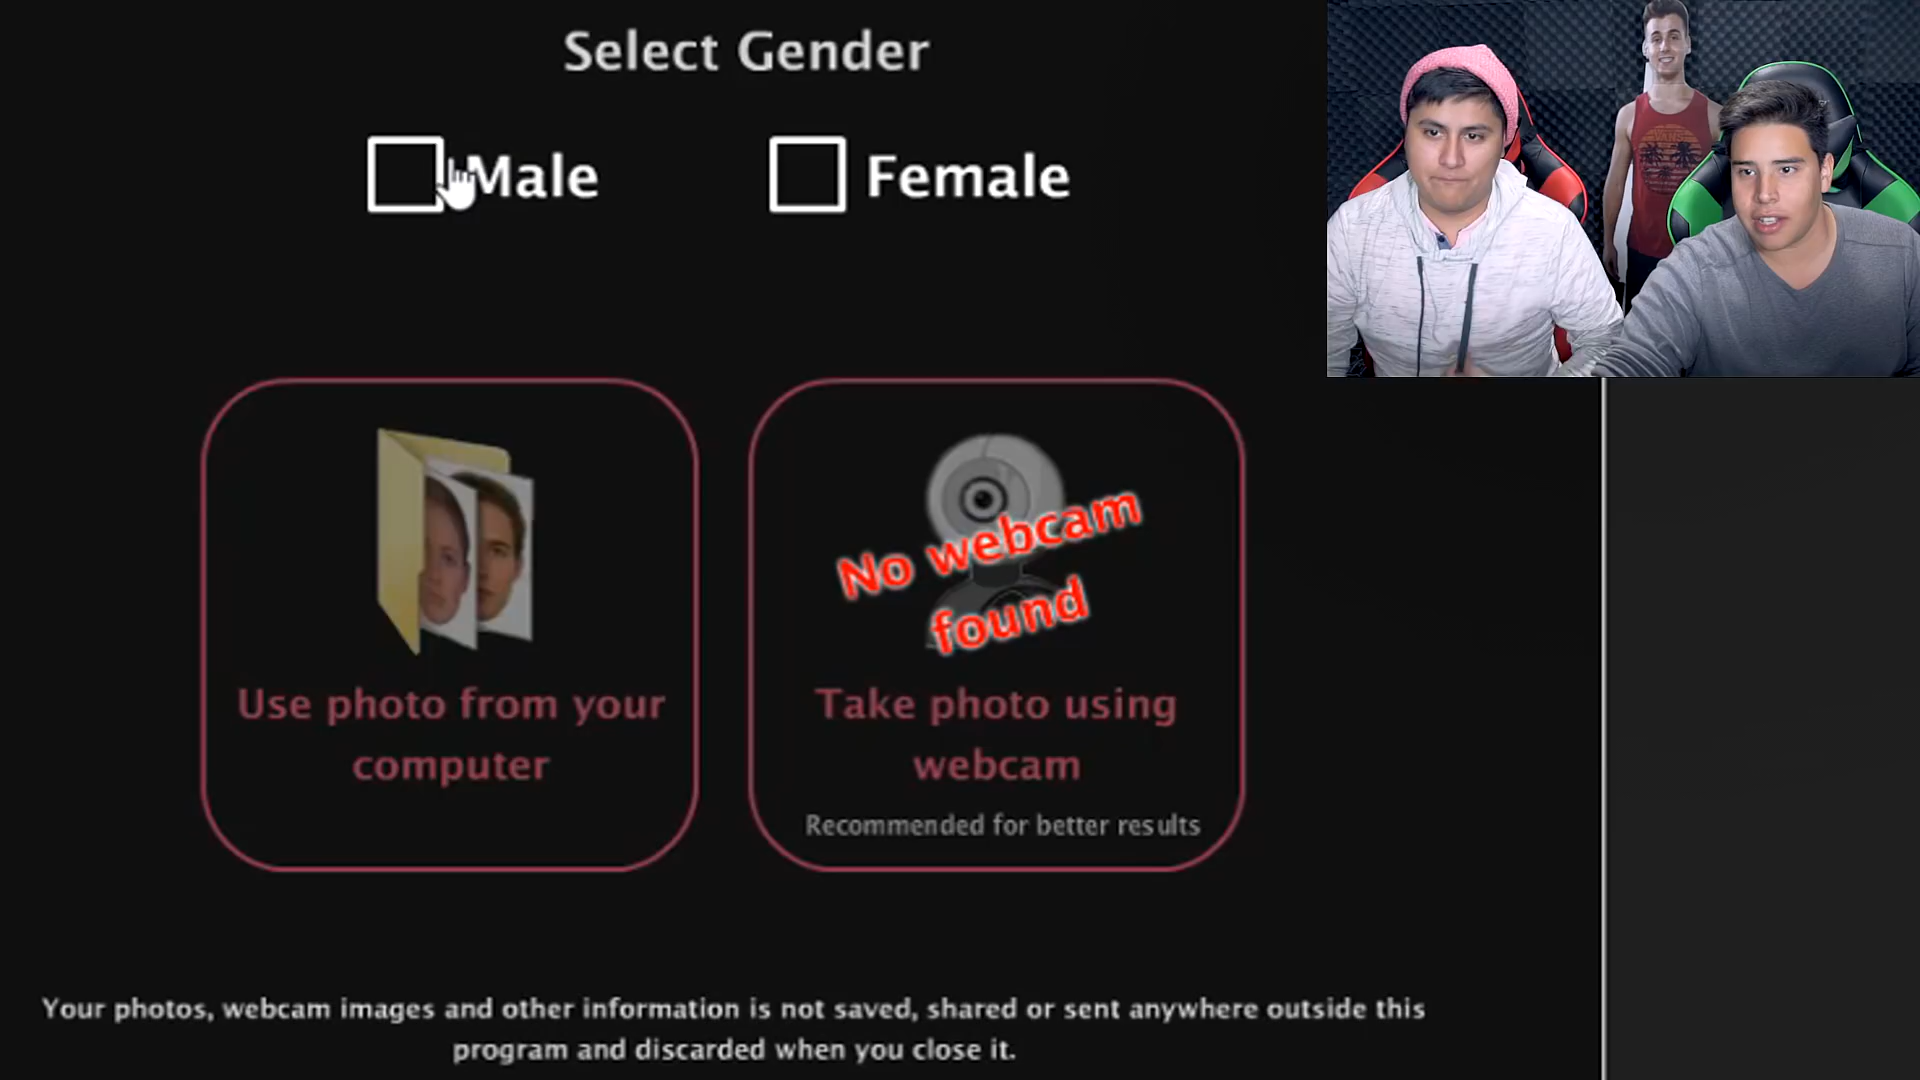 Select Gender
Male
Female
No webcam
found
Use photo from your
computer
Take photo using
webcam
Recommended for better results
Your photos, webcam images and other information is not saved, shared or sent anywhere outside this
program and discarded when you close it.
VANS